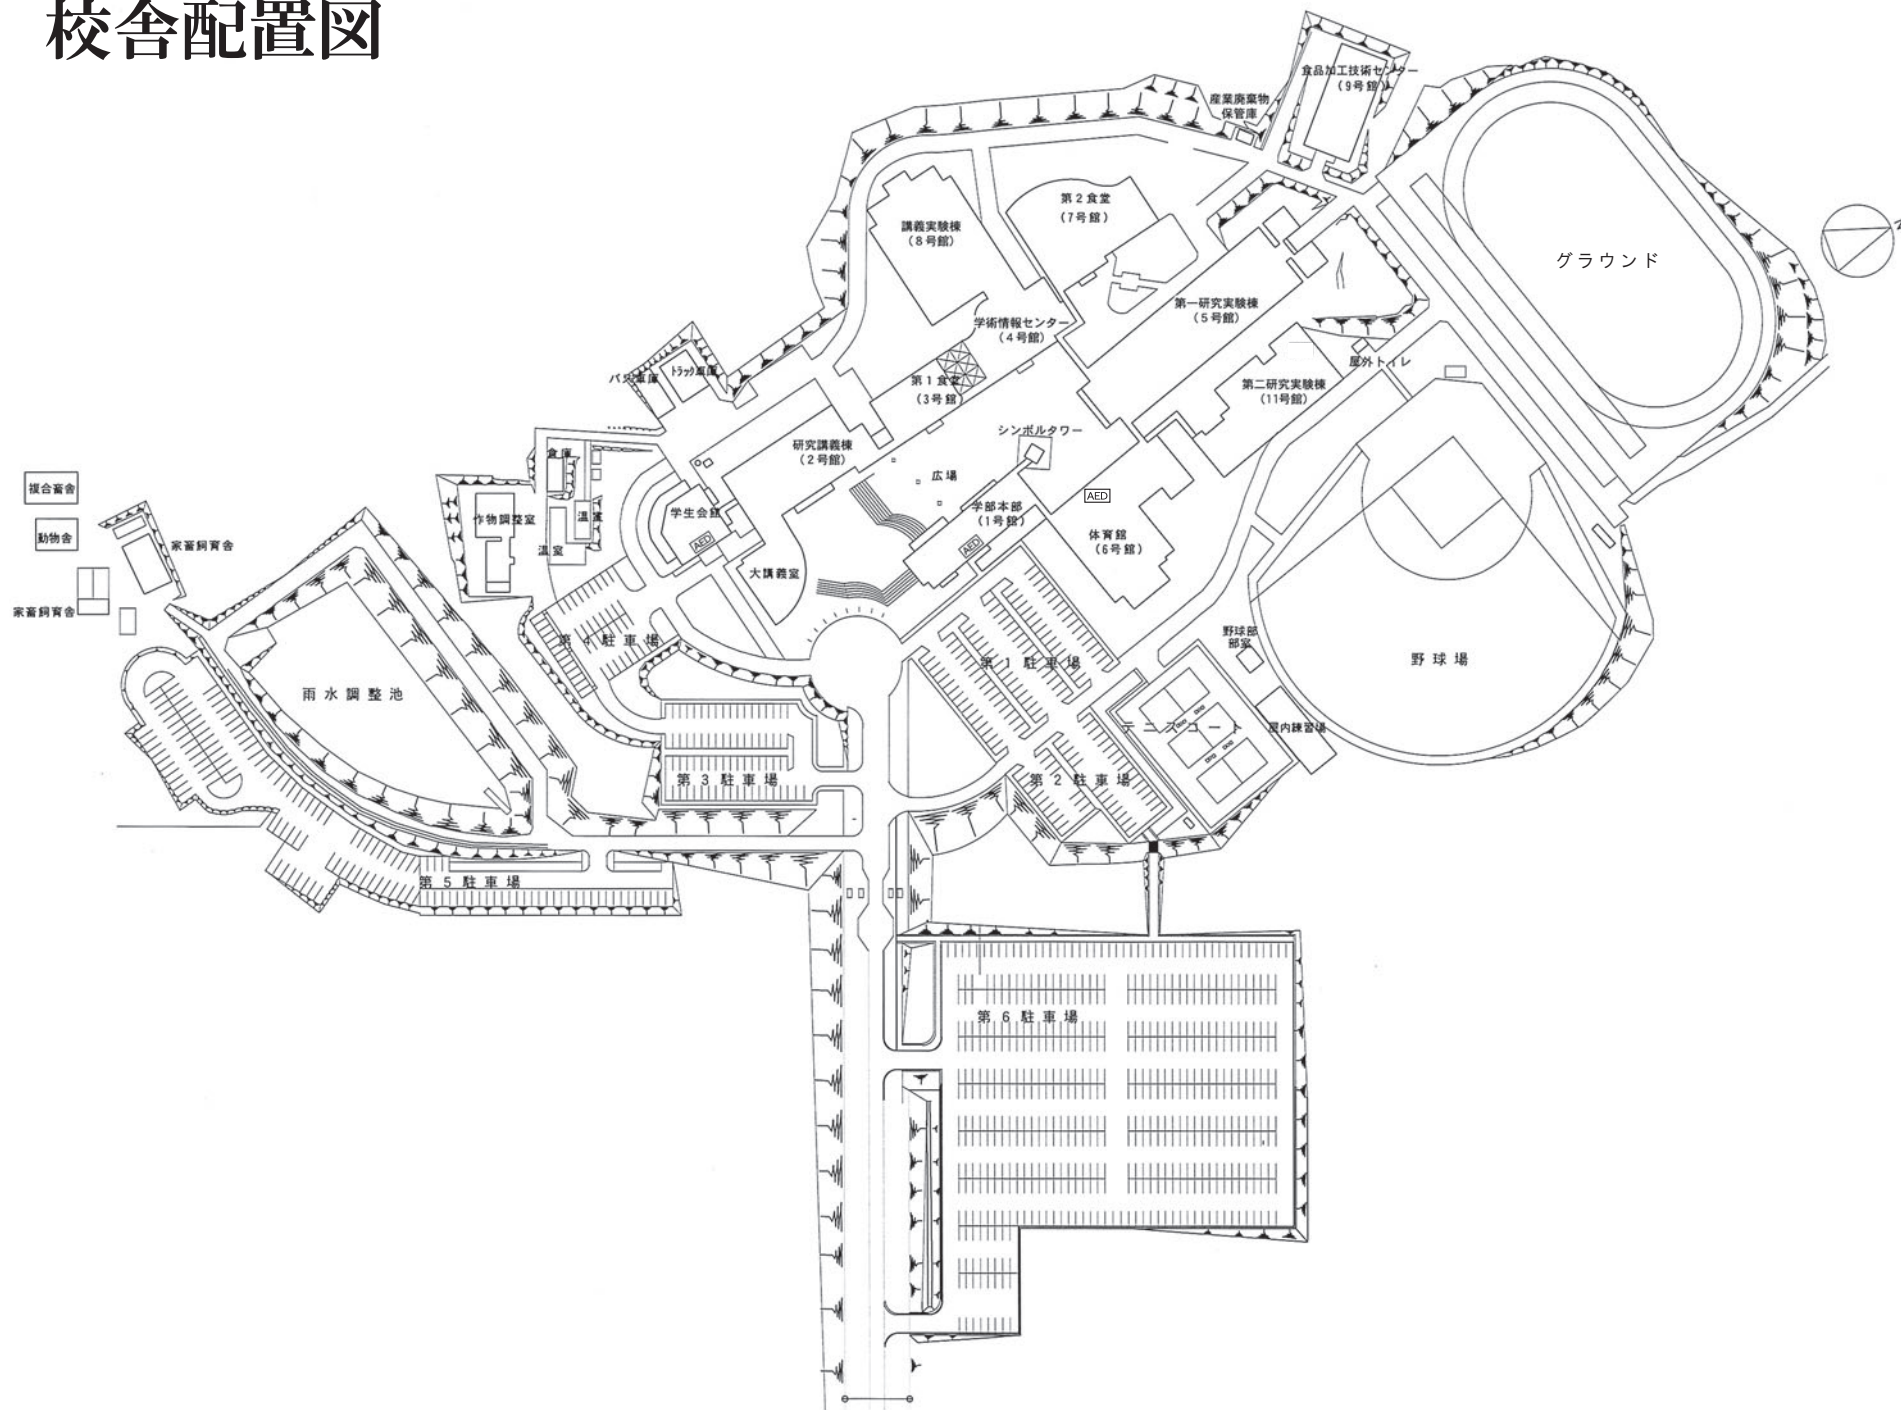 校舎配置図
食品加工技術センター
(9号館)
産業廃棄物
保管庫
第2食堂
(7号館)
講義実験棟
(8号館)
グラウンド
第一研究実験棟
(5号館)
学術情報センター
(4号館)
屋外トイレ
バス車庫
トラック車庫
第1食堂
(3号館)
第二研究実験棟
(11号館)
シンボルタワー
研究講義棟
(2号館)
倉庫
広場
複合畜舎
AED
学部本部
(1号館)
学生会館
作物調整室
温室
動物舎
家畜飼育舎
温室
AED
AED
体育館
(6号館)
大講義室
家畜飼育舎
第4駐車場
野球部
部室
第1駐車場
野球場
雨水調整池
テニスコート
屋内練習場
第3駐車場
第2駐車場
第5駐車場
第6駐車場